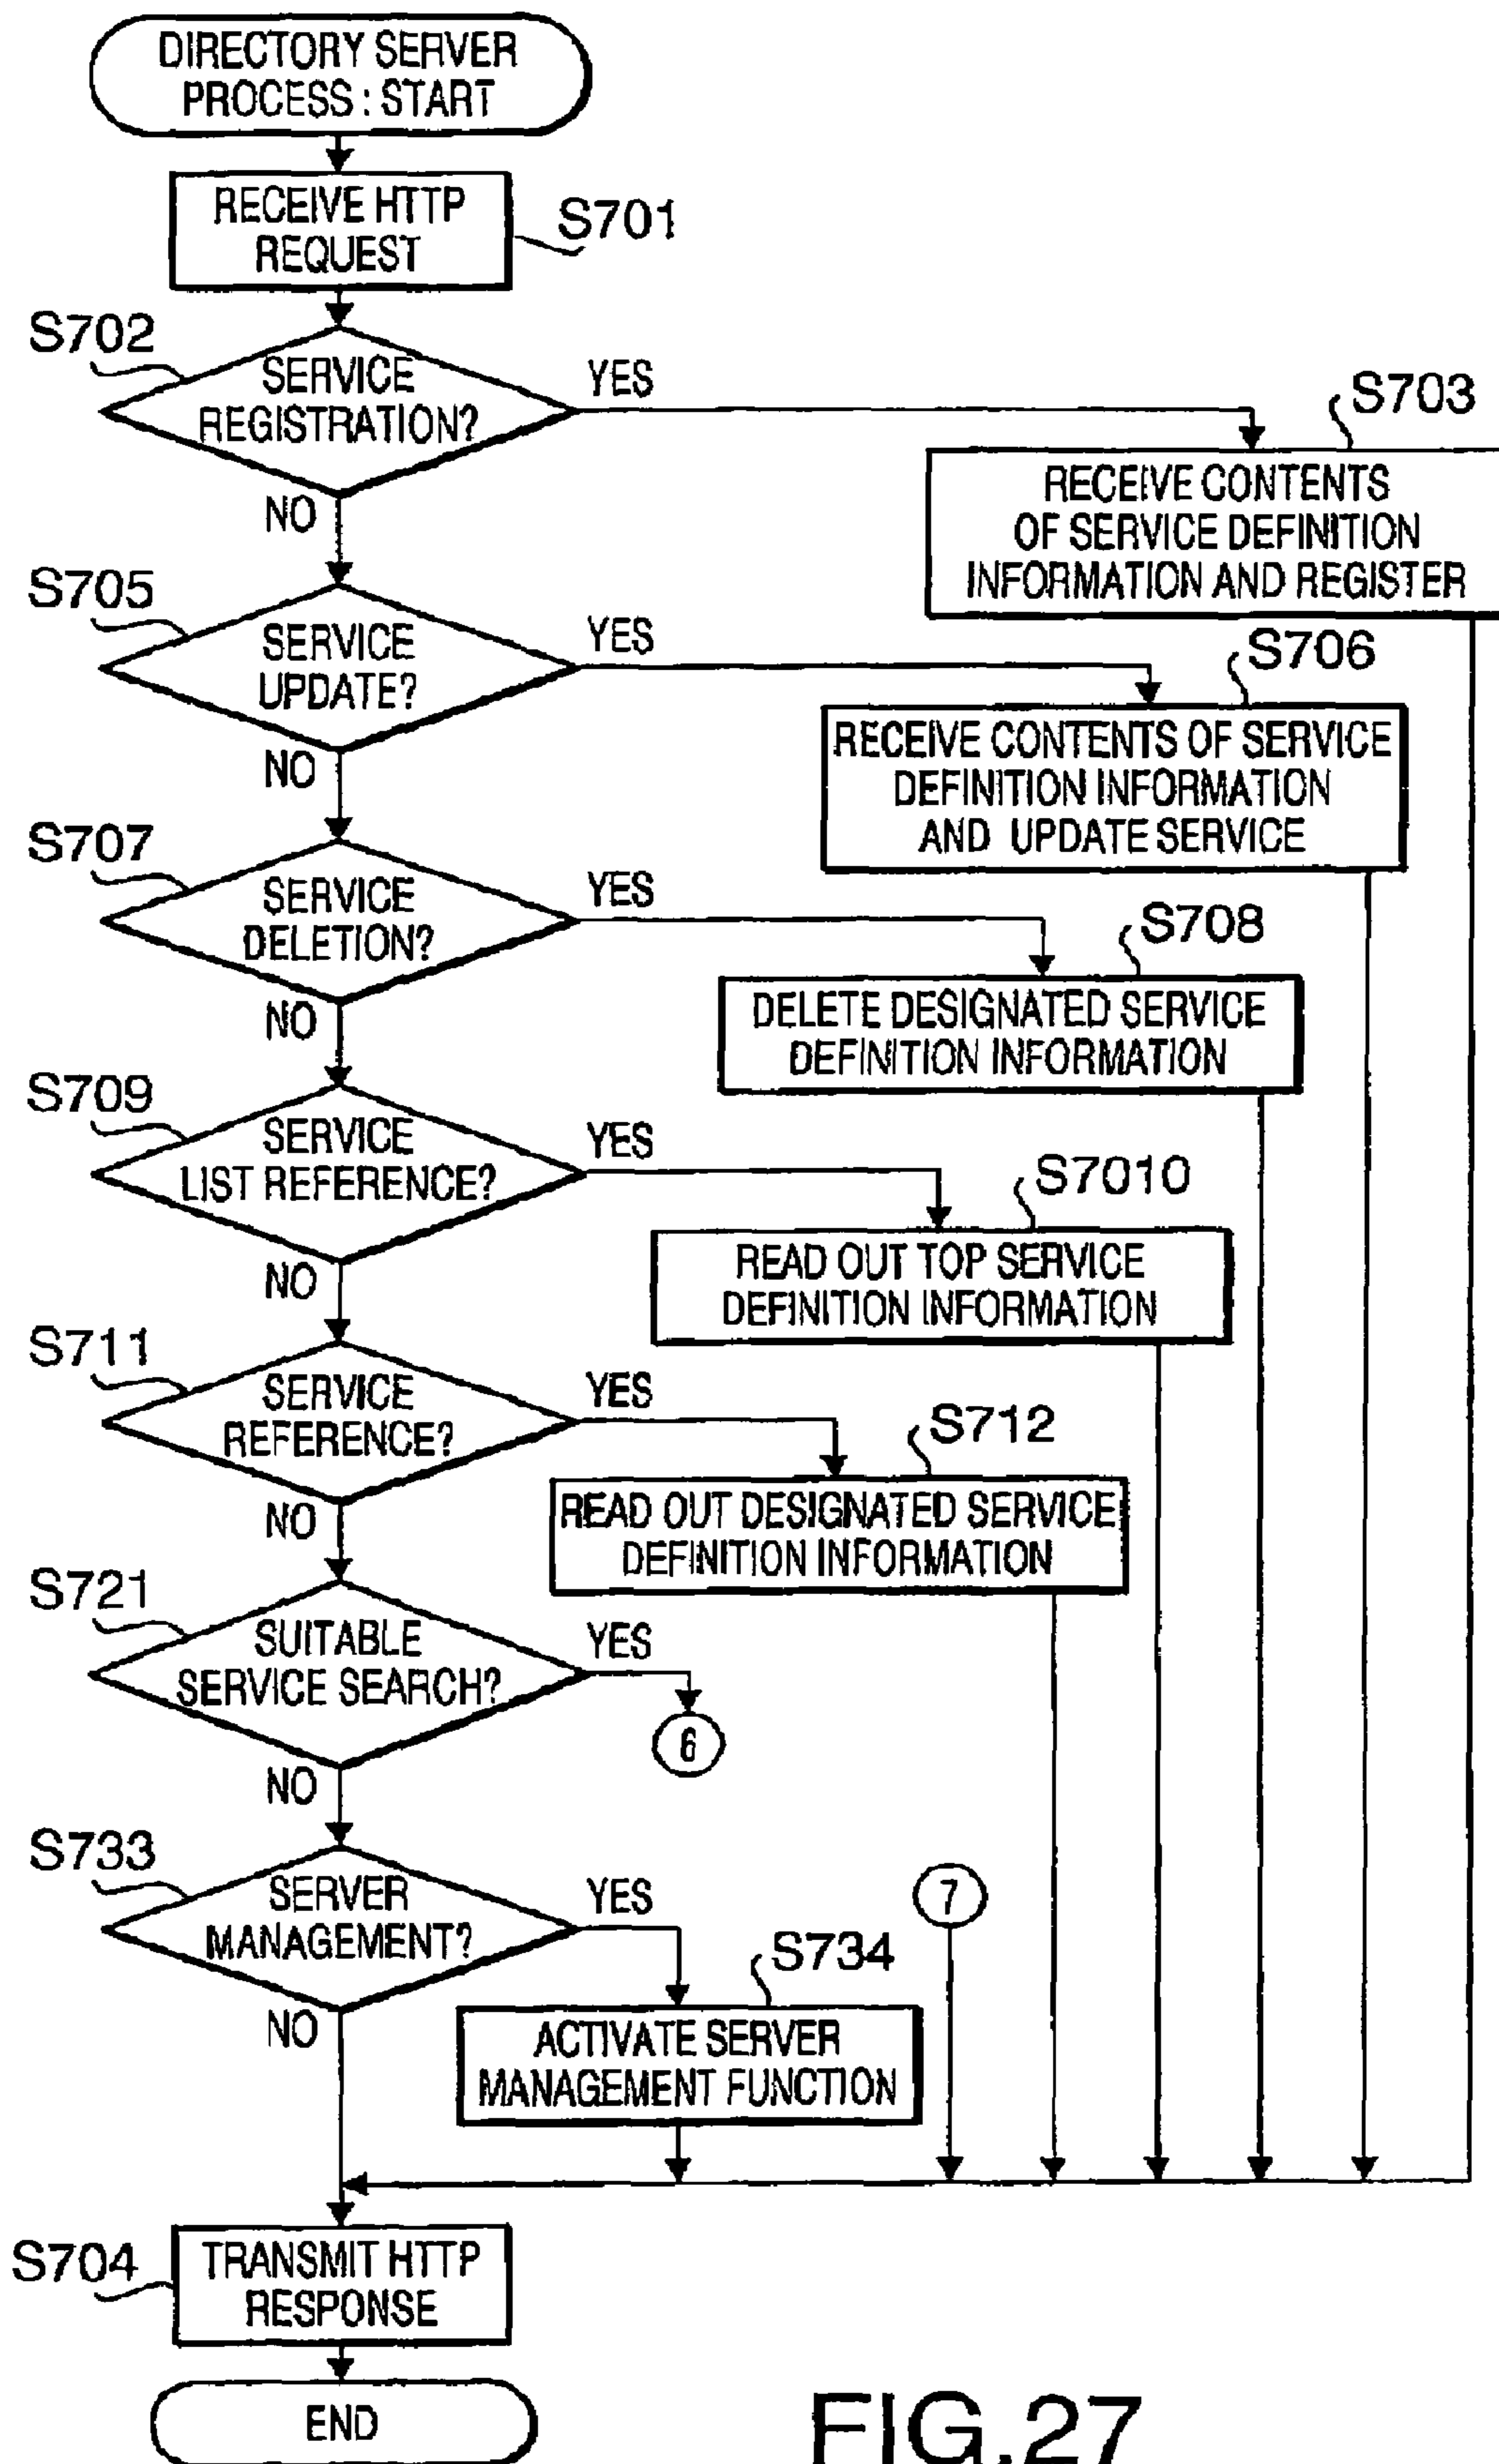 DIRECTORY SERVER
PROCESS : START
RECEIVE HTTP
REQUEST
S701
S702
SERVICE
REGISTRATION?
YES
NO
S703
RECEIVE CONTENTS
OF SERVICE DEFINITION
INFORMATION AND REGISTER
S705
SERVICE
UPDATE?
YES
NO
S706
RECEIVE CONTENTS OF SERVICE
DEFINITION INFORMATION
AND UPDATE SERVICE
S707
SERVICE
DELETION?
YES
NO
S708
DELETE DESIGNATED SERVICE
DEFINITION INFORMATION
S709
SERVICE
LIST REFERENCE?
YES
NO
S7010
READ OUT TOP SERVICE
DEFINITION INFORMATION
S711
SERVICE
REFERENCE?
YES
NO
S712
READ OUT DESIGNATED SERVICE
DEFINITION INFORMATION
S721
SUITABLE
SERVICE SEARCH?
YES
6
NO
S733
SERVER
MANAGEMENT?
YES
NO
7
S734
ACTIVATE SERVER
MANAGEMENT FUNCTION
S704
TRANSMIT HTTP
RESPONSE
END
FIG.27